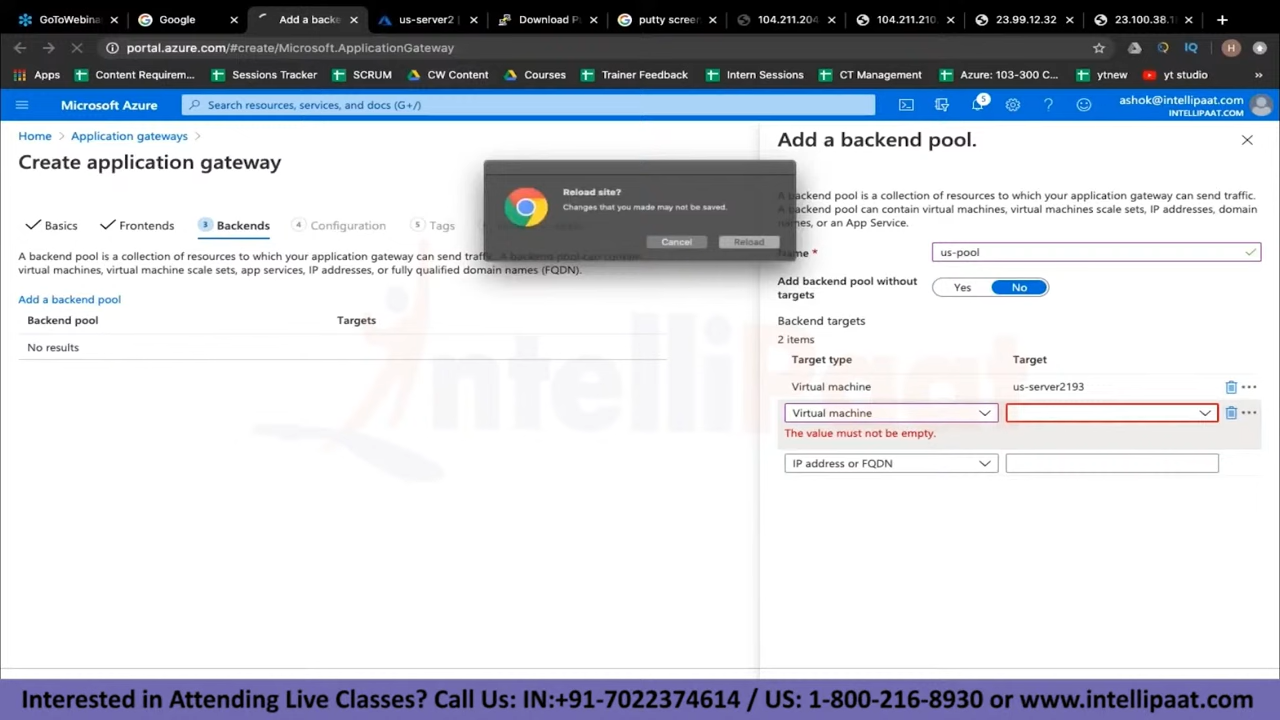 GoToWebina
Google
Add a backe
us-server2
Download P
putty scree
104.211.204
104.211.210.
23.99.12.32
23.100.38.1
portal.azure.com/#create/Microsoft.ApplicationGateway
Apps
Content Requirem...
Sessions Tracker
SCRUM
CW Content
Courses
Trainer Feedback
Intern Sessions
CT Management
Azure: 103-300 C...
ytnew
yt studio
»
Microsoft Azure
Search resources, services, and docs (G+/)
5
ashok@intellipaat.com
INTELLIPAAT.COM
Home > Application gateways >
Create application gateway
Basics
Frontends
3 Backends
4 Configuration
5 Tags
A backend pool is a collection of resources to which your application gateway can send traffic.
virtual machines, virtual machine scale sets, app services, IP addresses, or fully qualified domain names (FQDN).
Add a backend pool
Backend pool
Targets
No results
Reload site?
Changes that you made may not be saved.
Cancel
Reload
Add a backend pool.
A backend pool is a collection of resources to which your application gateway can send traffic.
A backend pool can contain virtual machines, virtual machines scale sets, IP addresses, domain
names, or an App Service.
Name *
us-pool
Add backend pool without
targets
Yes
No
Backend targets
2 items
Target type
Target
Virtual machine
us-server2193
Virtual machine
The value must not be empty.
IP address or FQDN
IntelliPaat
Interested in Attending Live Classes? Call Us: IN:+91-7022374614 / US: 1-800-216-8930 or www.intellipaat.com